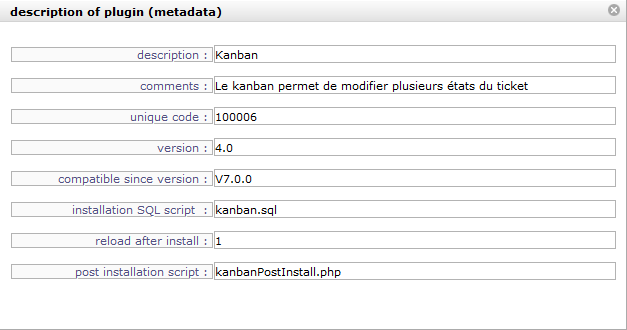 description of plugin (metadata)
description : Kanban
comments : Le kanban permet de modifier plusieurs états du ticket
unique code : 100006
version : 4.0
compatible since version : V7.0.0
installation SQL script : kanban.sql
reload after install : 1
post installation script : kanbanPostInstall.php